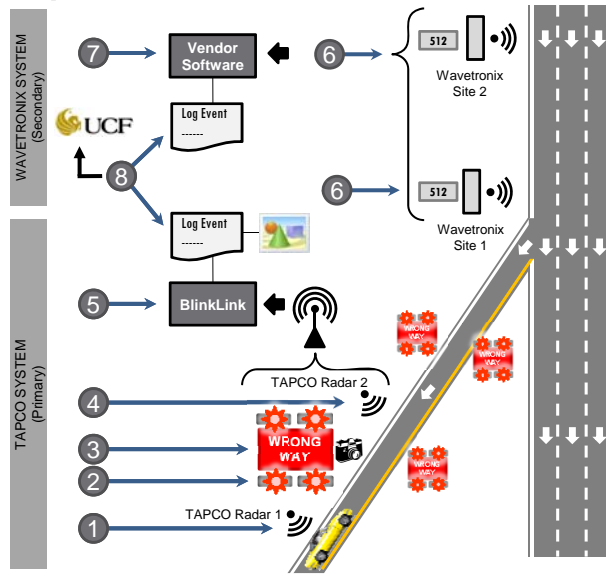 WAVETRONIX SYSTEM
(Secondary)
7
Vendor
Software
6
512
Wavetronix
Site 2
Log Event
------
UCF
8
6
512
Wavetronix
Site 1
TAPCO SYSTEM
(Primary)
Log Event
------
5
BlinkLink
WRONG
WAY
WRONG
WAY
TAPCO Radar 2
4
3
WRONG
WAY
WRONG
WAY
2
TAPCO Radar 1
1